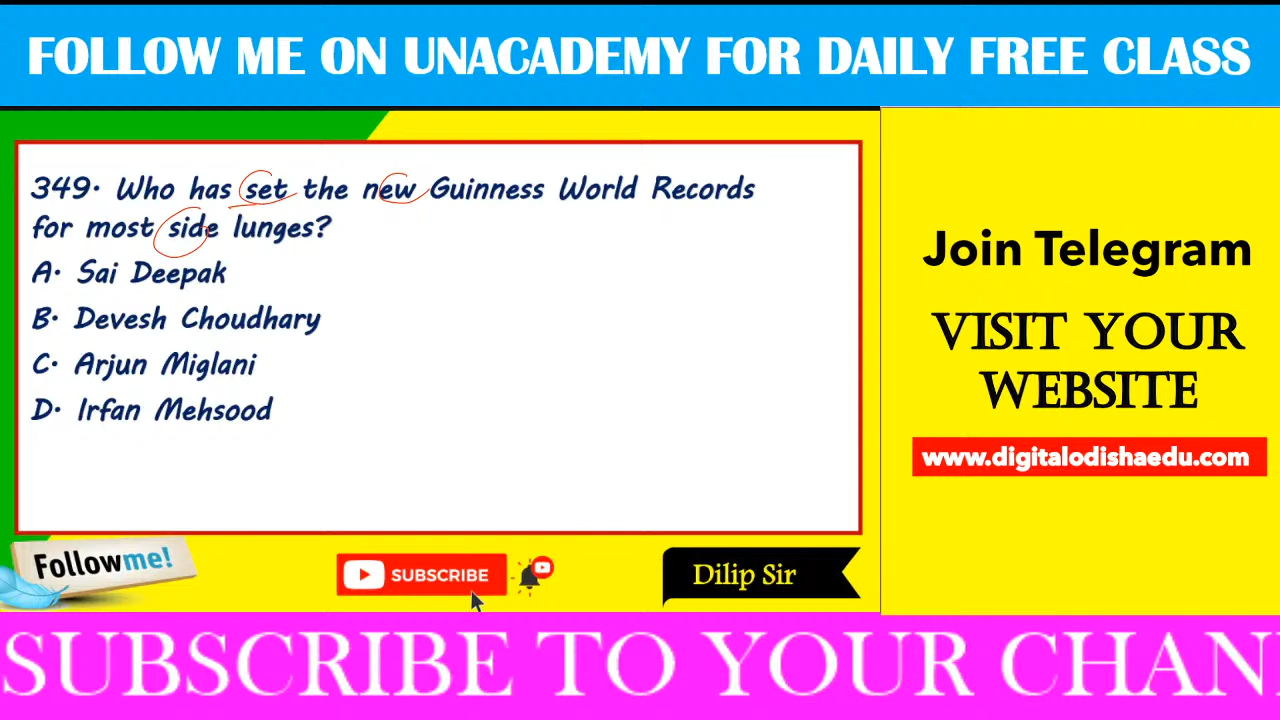 FOLLOW ME ON UNACADEMY FOR DAILY FREE CLASS
349. Who has set the new Guinness World Records
for most side lunges?
A. Sai Deepak
B. Devesh Choudhary
C. Arjun Miglani
D. Irfan Mehsood
Join Telegram
VISIT YOUR
WEBSITE
www.digitalodishaedu.com
Followme!
SUBSCRIBE
Dilip Sir
SUBSCRIBE TO YOUR CHAN